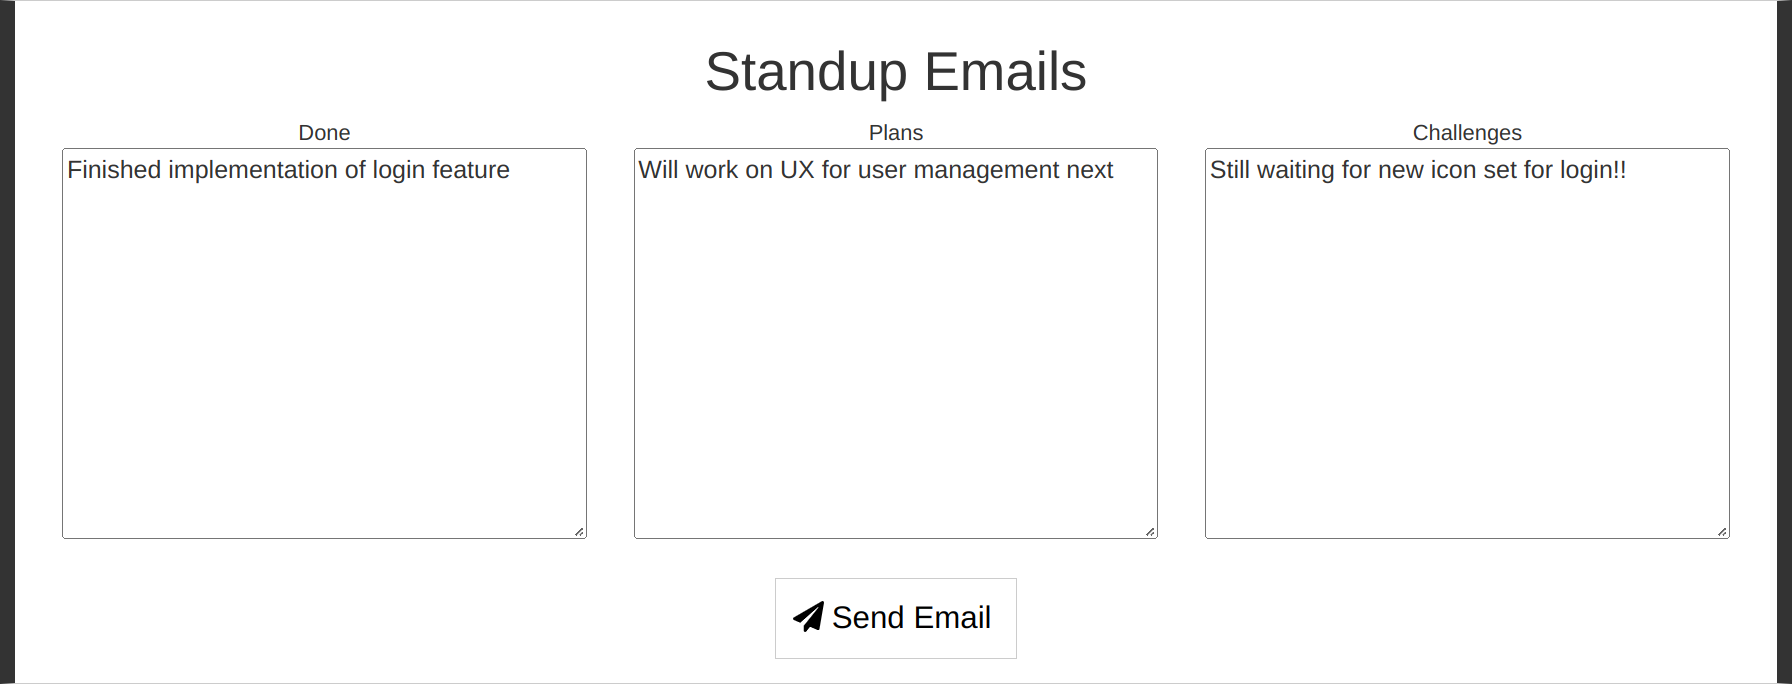 Standup Emails
Done
Plans
Challenges
Finished implementation of login feature
Will work on UX for user management next
Still waiting for new icon set for login!!
Send Email